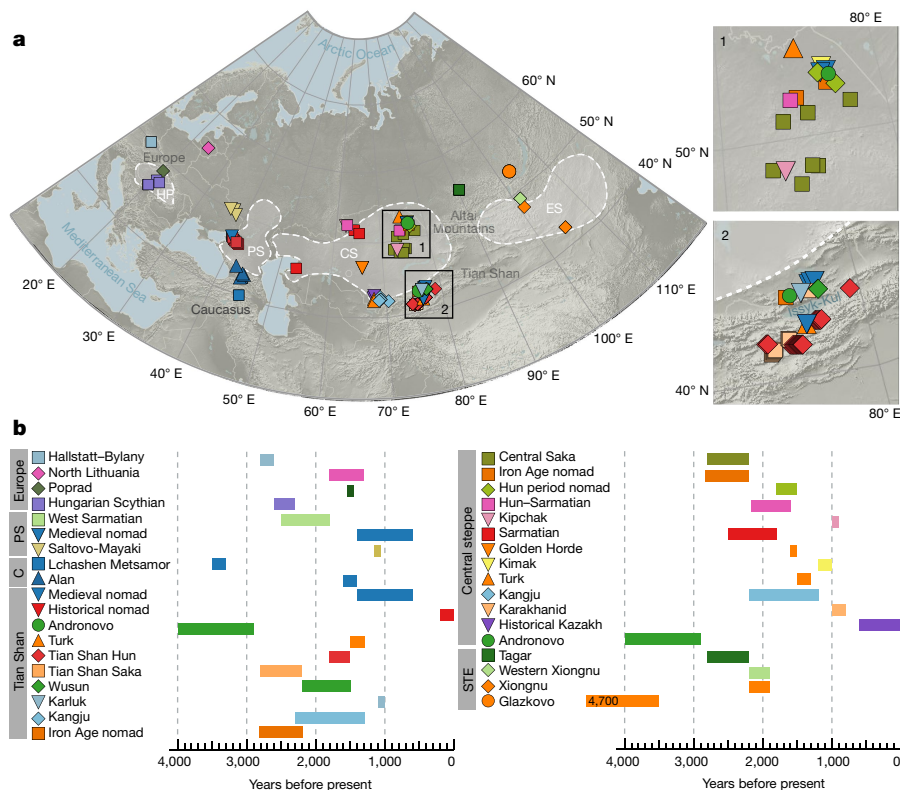 a
Arctic Ocean
60° N
50° N
40° N
Europe
HP
Altai
Mountains
ES
PS
CS
1
Tian Shan
2
Mediterranean Sea
Caucasus
20° E
30° E
40° E
50° E
60° E
70° E
80° E
90° E
100° E
110° E
80° E
1
50° N
2
Issyk-Kul
40° N
80° E
b
Europe
Hallstatt–Bylany
North Lithuania
Poprad
Hungarian Scythian
PS
West Sarmatian
Medieval nomad
Saltovo-Mayaki
C
Lchashen Metsamor
Alan
Tian Shan
Medieval nomad
Historical nomad
Andronovo
Turk
Tian Shan Hun
Tian Shan Saka
Wusun
Karluk
Kangju
Iron Age nomad
4,000 3,000 2,000 1,000 0
Years before present
Central steppe
Central Saka
Iron Age nomad
Hun period nomad
Hun–Sarmatian
Kipchak
Sarmatian
Golden Horde
Kimak
Turk
Kangju
Karakhanid
Historical Kazakh
Andronovo
STE
Tagar
Western Xiongnu
Xiongnu
Glazkovo
4,700
4,000 3,000 2,000 1,000 0
Years before present